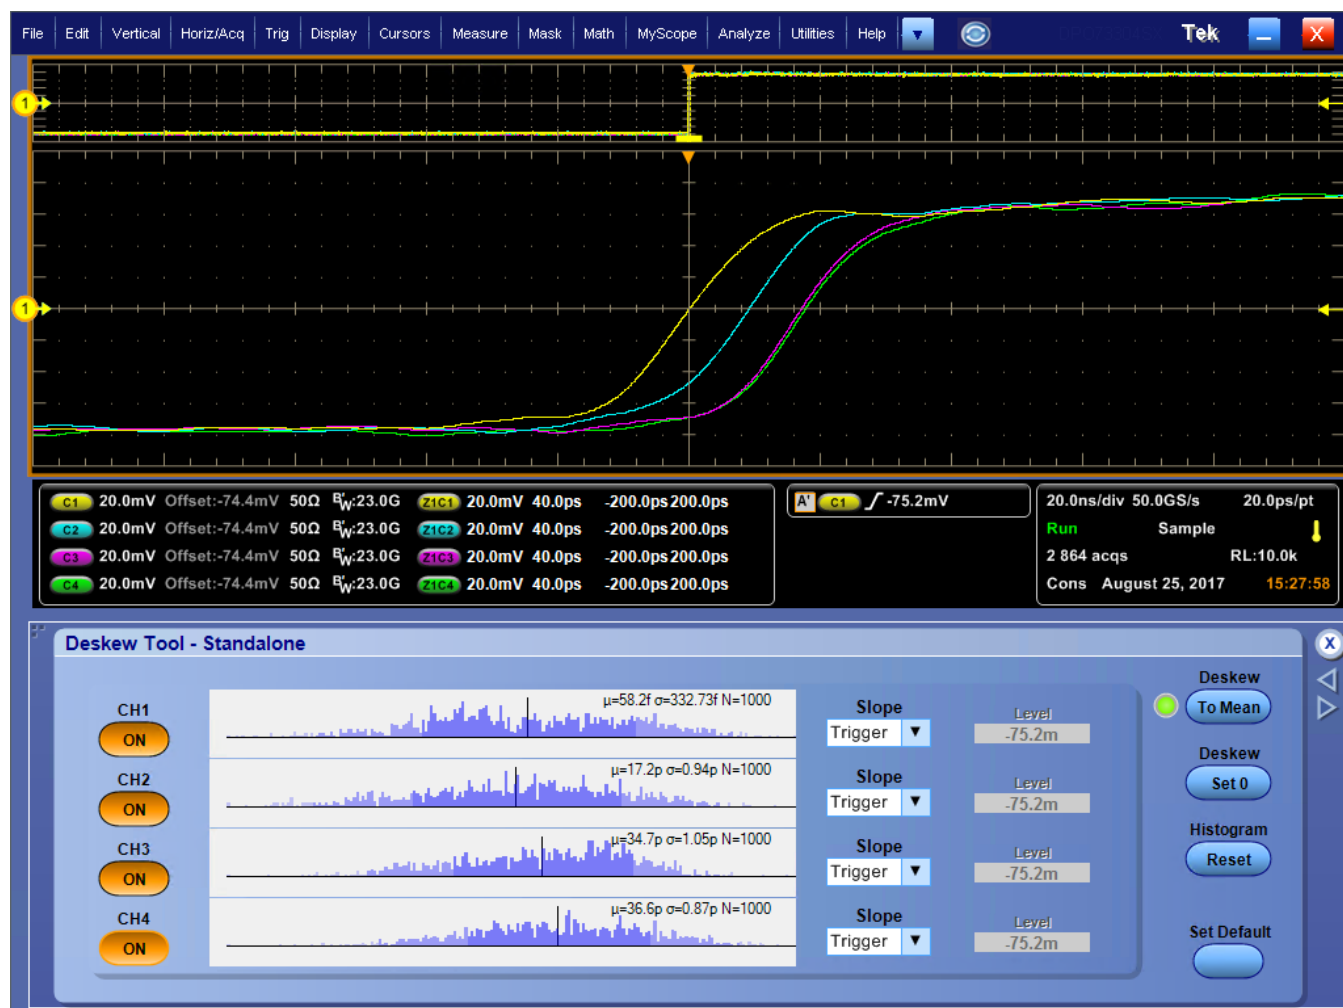 File Edit Vertical Horiz/Acq Trig Display Cursors Measure Mask Math MyScope Analyze Utilities Help Tek X
1
1
C1 20.0mV Offset:-74.4mV 50Ω BW:23.0G Z1C1 20.0mV 40.0ps -200.0ps 200.0ps
C2 20.0mV Offset:-74.4mV 50Ω BW:23.0G Z1C2 20.0mV 40.0ps -200.0ps 200.0ps
C3 20.0mV Offset:-74.4mV 50Ω BW:23.0G Z1C3 20.0mV 40.0ps -200.0ps 200.0ps
C4 20.0mV Offset:-74.4mV 50Ω BW:23.0G Z1C4 20.0mV 40.0ps -200.0ps 200.0ps
A' C1 -75.2mV
20.0ns/div 50.0GS/s 20.0ps/pt
Run Sample
2 864 acqs RL:10.0k
Cons August 25, 2017 15:27:58
Deskew Tool - Standalone
X
CH1
ON
μ=58.2f σ=332.73f N=1000
Slope
Trigger
Level
-75.2m
CH2
ON
μ=17.2p σ=0.94p N=1000
Slope
Trigger
Level
-75.2m
CH3
ON
μ=34.7p σ=1.05p N=1000
Slope
Trigger
Level
-75.2m
CH4
ON
μ=36.6p σ=0.87p N=1000
Slope
Trigger
Level
-75.2m
Deskew
To Mean
Deskew
Set 0
Histogram
Reset
Set Default